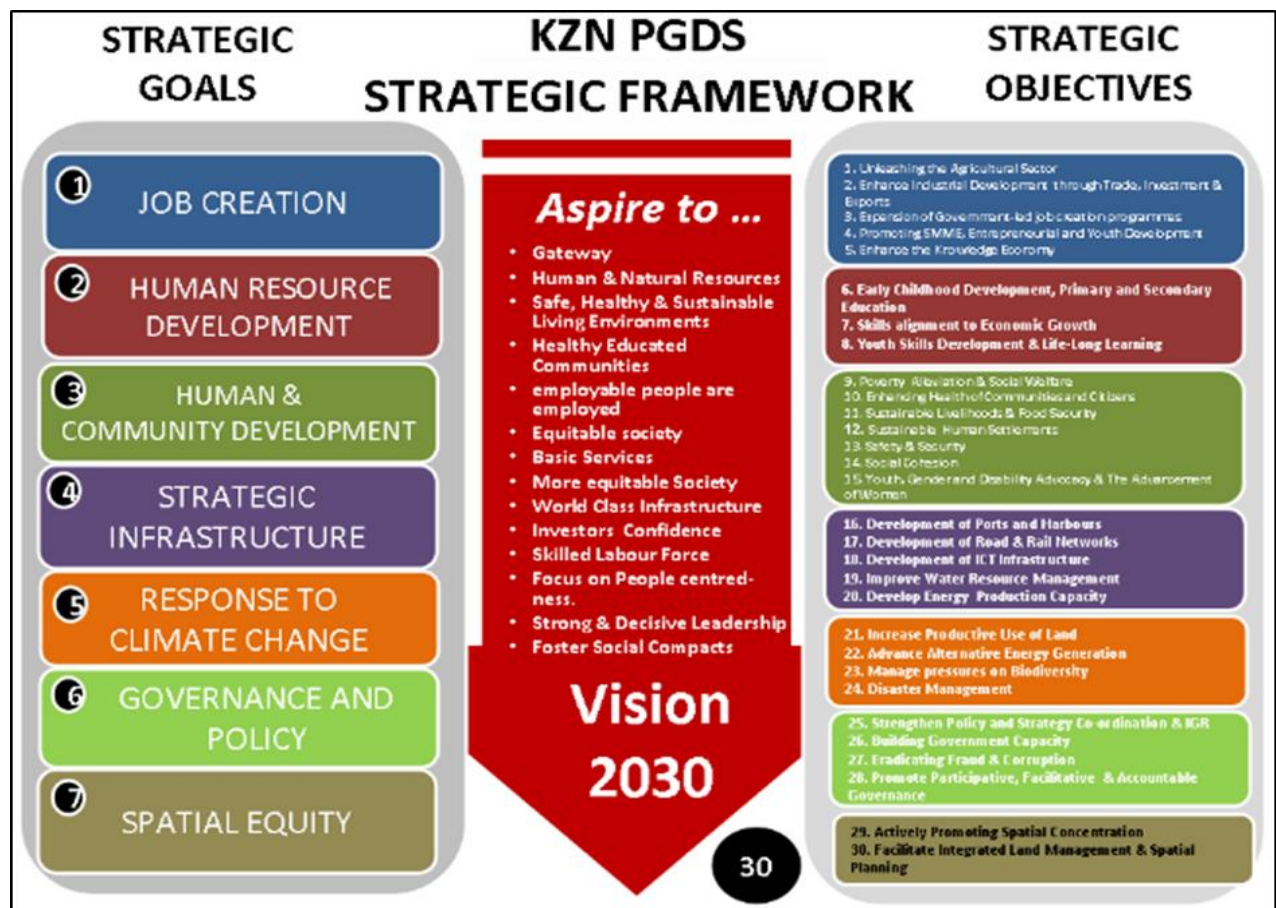 STRATEGIC
GOALS
KZN PGDS
STRATEGIC FRAMEWORK
STRATEGIC
OBJECTIVES
1
JOB CREATION
2
HUMAN RESOURCE
DEVELOPMENT
3
HUMAN &
COMMUNITY DEVELOPMENT
4
STRATEGIC
INFRASTRUCTURE
5
RESPONSE TO
CLIMATE CHANGE
6
GOVERNANCE AND
POLICY
7
SPATIAL EQUITY
Aspire to ...
• Gateway
• Human & Natural Resources
• Safe, Healthy & Sustainable
Living Environments
• Healthy Educated
Communities
• employable people are
employed
• Equitable society
• Basic Services
• More equitable Society
• World Class Infrastructure
• Investors Confidence
• Skilled Labour Force
• Focus on People centred-
ness.
• Strong & Decisive Leadership
• Foster Social Compacts
Vision
2030
30
1. Unleashing the Agricultural Sector
2. Enhance Industrial Development through Trade, Investment &
Exports
3. Expansion of Government-led job creation programmes
4. Promoting SMME, Entrepreneurial and Youth Development
5. Enhance the Knowledge Economy
6. Early Childhood Development, Primary and Secondary
Education
7. Skills alignment to Economic Growth
8. Youth Skills Development & Life-Long Learning
9. Poverty Alleviation & Social Welfare
10. Enhancing Health of Communities and Citizens
11. Sustainable Livelihoods & Food Security
12. Sustainable Human Settlements
13. Safety & Security
14. Social Cohesion
15. Youth, Gender and Disability Advocacy & The Advancement
of Women
16. Development of Ports and Harbours
17. Development of Road & Rail Networks
18. Development of ICT Infrastructure
19. Improve Water Resource Management
20. Develop Energy Production Capacity
21. Increase Productive Use of Land
22. Advance Alternative Energy Generation
23. Manage pressures on Biodiversity
24. Disaster Management
25. Strengthen Policy and Strategy Co-ordination & IGR
26. Building Government Capacity
27. Eradicating Fraud & Corruption
28. Promote Participative, Facilitative & Accountable
Governance
29. Actively Promoting Spatial Concentration
30. Facilitate Integrated Land Management & Spatial
Planning